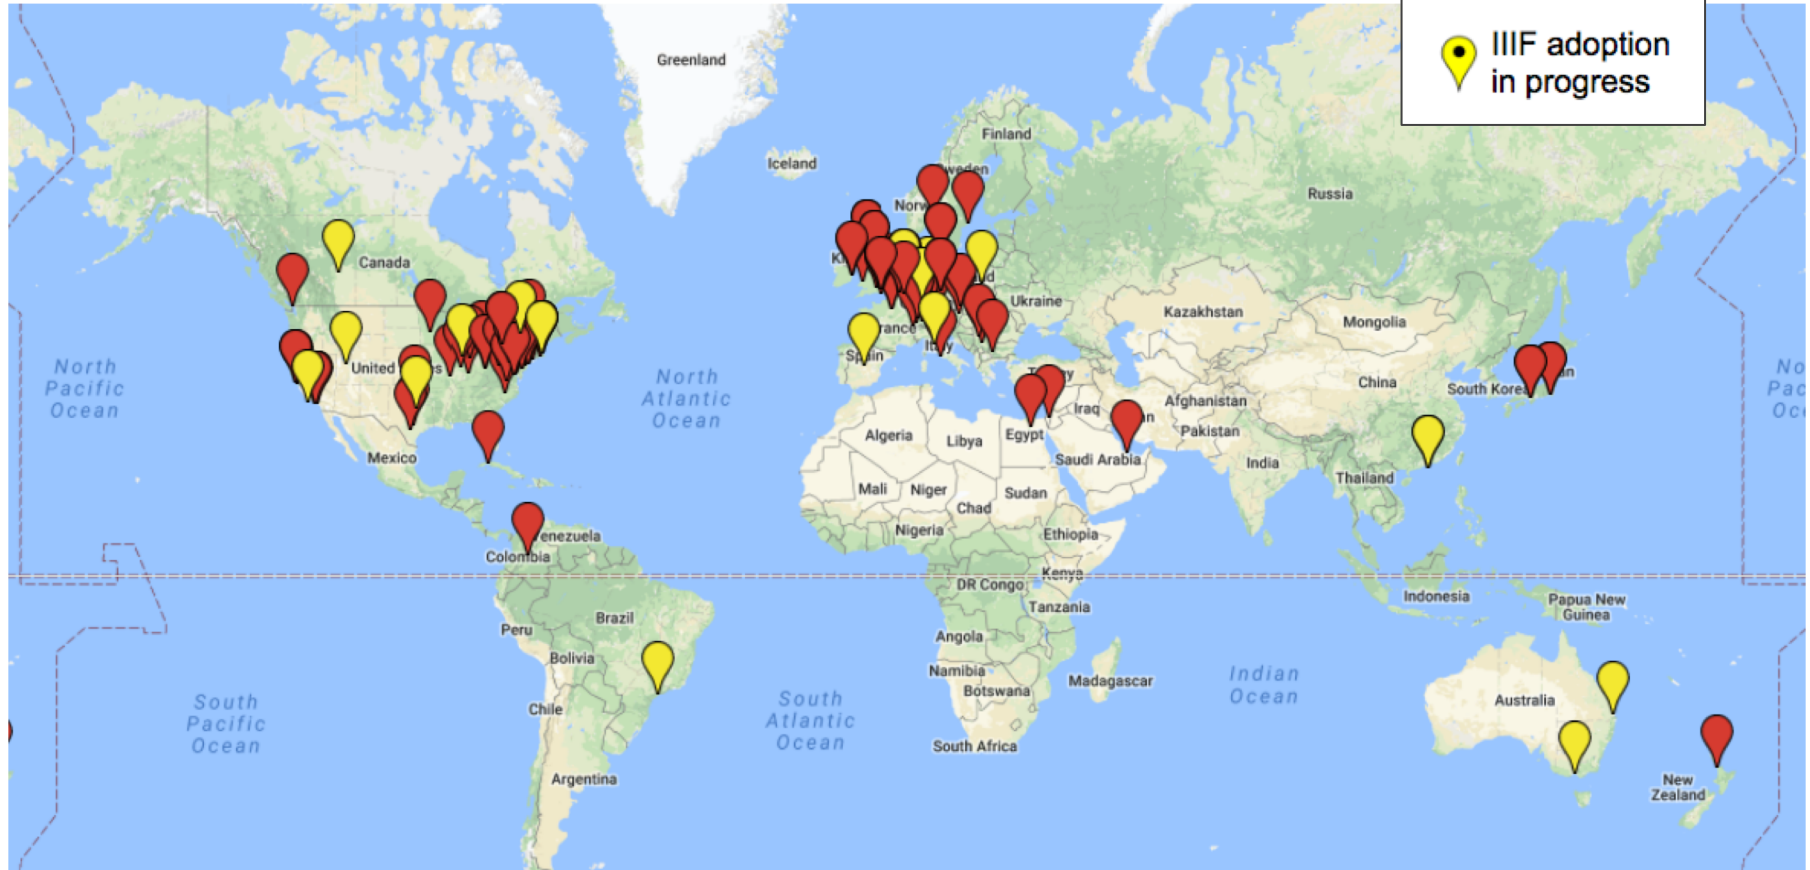 IIIF adoption
in progress
Greenland
Finland
Iceland
Russia
Canada
Ukraine
Kazakhstan
Mongolia
North
Pacific
Ocean
United
North
Atlantic
Ocean
China
South Korea
Iraq
Afghanistan
Pakistan
Algeria
Libya
Egypt
Saudi Arabia
India
Mexico
Thailand
Mali
Niger
Chad
Sudan
Nigeria
Ethiopia
Venezuela
Colombia
Kenya
DR Congo
Tanzania
Indonesia
Papua New
Guinea
Brazil
Peru
Bolivia
Angola
Namibia
Botswana
Madagascar
Indian
Ocean
South
Pacific
Ocean
South
Atlantic
Ocean
Chile
Australia
South Africa
Argentina
New
Zealand